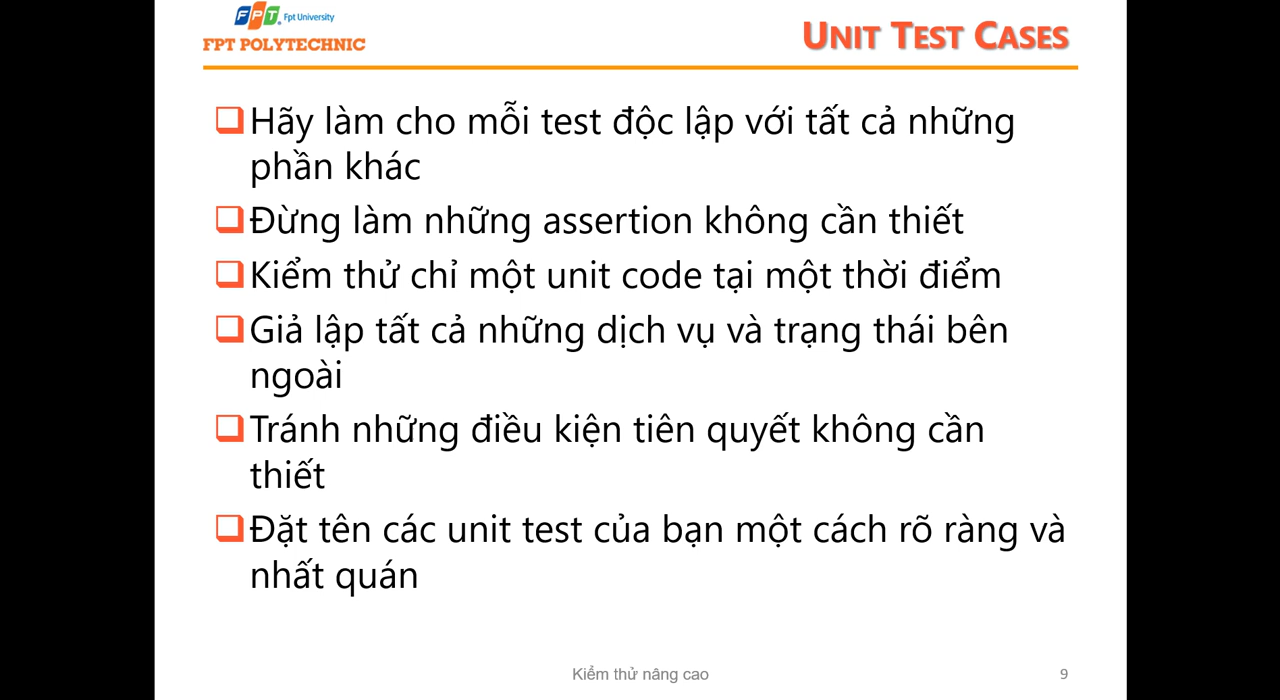 FPT Fpt University
FPT POLYTECHNIC
UNIT TEST CASES
Hãy làm cho mỗi test độc lập với tất cả những
phần khác
Đừng làm những assertion không cần thiết
Kiểm thử chỉ một unit code tại một thời điểm
Giả lập tất cả những dịch vụ và trạng thái bên
ngoài
Tránh những điều kiện tiên quyết không cần
thiết
Đặt tên các unit test của bạn một cách rõ ràng và
nhất quán
Kiểm thử nâng cao
9